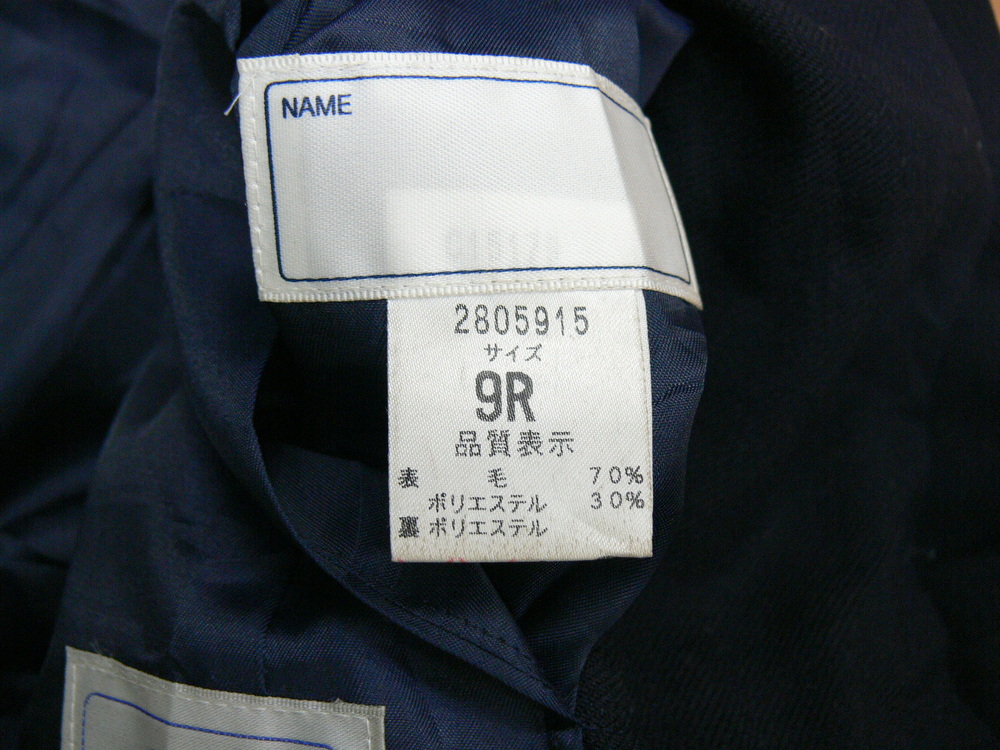 NAME
2805915
サイズ
9R
品質表示
表 毛 70%
ポリエステル 30%
裏 ポリエステル